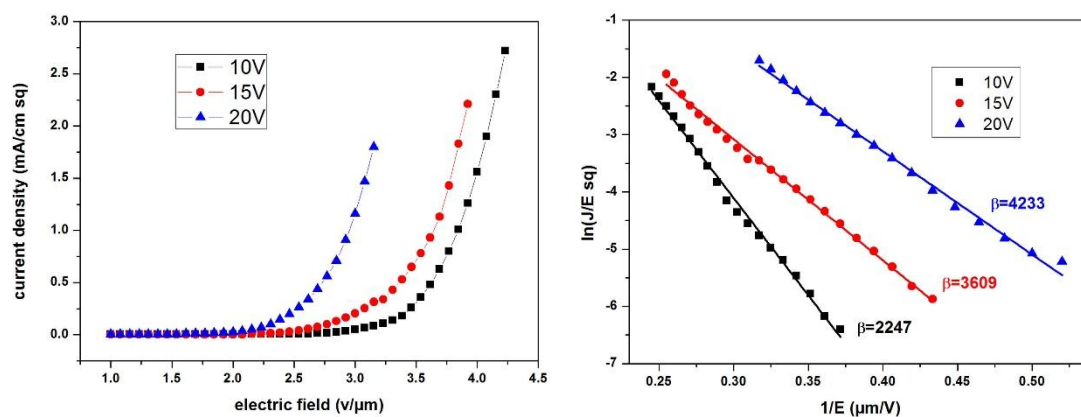 3.0
2.5
2.0
1.5
1.0
0.5
0.0
current density (mA/cm sq)
10V
15V
20V
1.0 1.5 2.0 2.5 3.0 3.5 4.0 4.5
electric field (v/μm)
-1
-2
-3
-4
-5
-6
-7
ln(J/E sq)
10V
15V
20V
β=4233
β=3609
β=2247
0.25 0.30 0.35 0.40 0.45 0.50
1/E (μm/V)